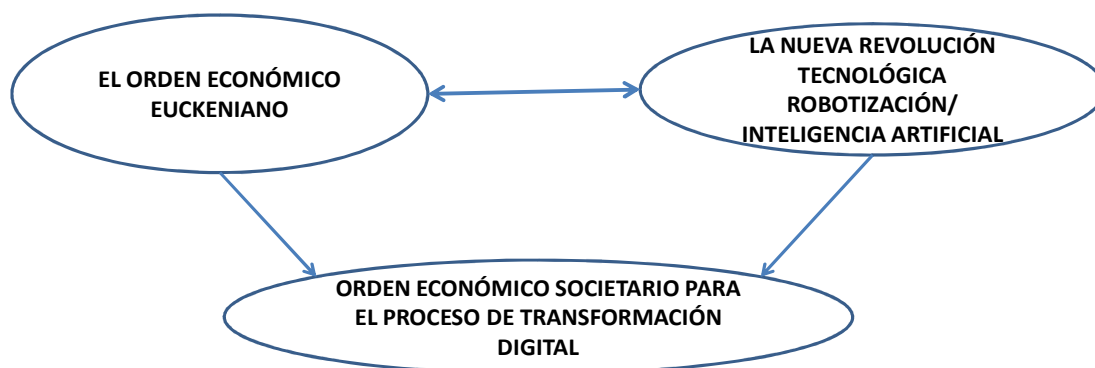 EL ORDEN ECONÓMICO
EUCKENIANO
LA NUEVA REVOLUCIÓN
TECNOLÓGICA
ROBOTIZACIÓN/
INTELIGENCIA ARTIFICIAL
ORDEN ECONÓMICO SOCIETARIO PARA
EL PROCESO DE TRANSFORMACIÓN
DIGITAL